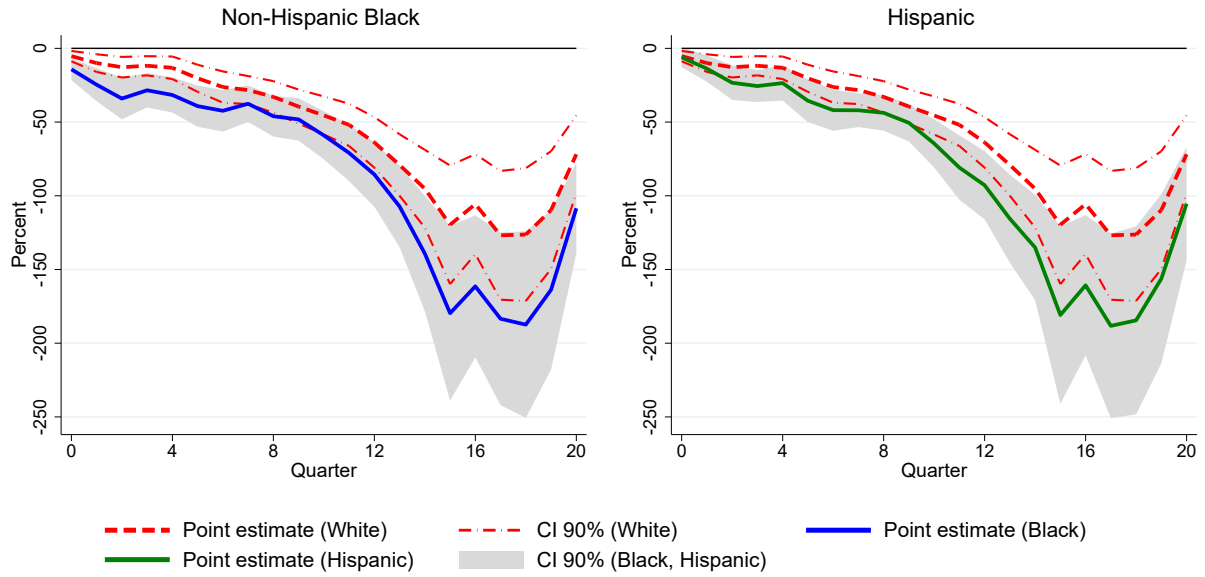 Non-Hispanic Black
0
-50
-100
-150
-200
-250
Percent
0 4 8 12 16 20
Quarter
Hispanic
0
-50
-100
-150
-200
-250
Percent
0 4 8 12 16 20
Quarter
Point estimate (White) CI 90% (White) Point estimate (Black)
Point estimate (Hispanic) CI 90% (Black, Hispanic)